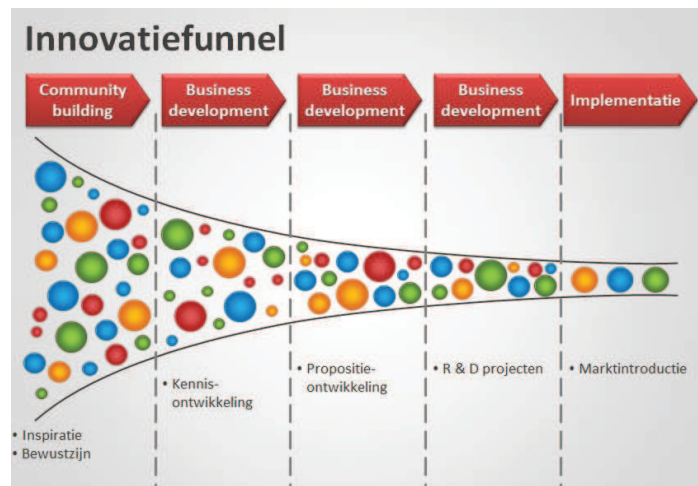 Innovatiefunnel
Community
building
Business
development
Business
development
Business
development
Implementatie
• Inspiratie
• Bewustzijn
• Kennis-
ontwikkeling
• Propositie-
ontwikkeling
• R & D projecten
• Marktintroductie